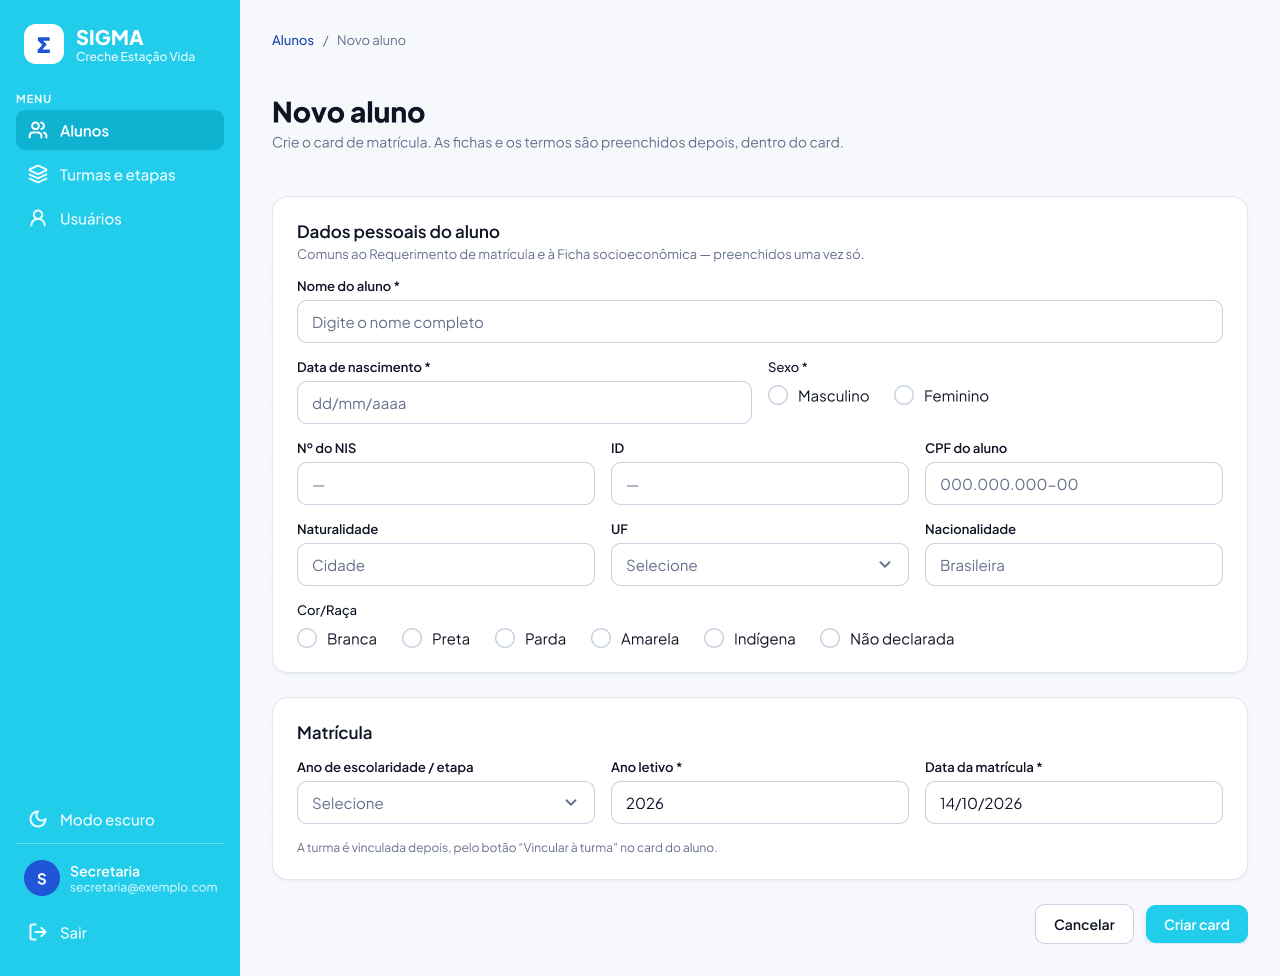 Σ
SIGMA
Creche Estação Vida
MENU
Alunos
Turmas e etapas
Usuários
Modo escuro
S
Secretaria
secretaria@exemplo.com
Sair
Alunos / Novo aluno
Novo aluno
Crie o card de matrícula. As fichas e os termos são preenchidos depois, dentro do card.
Dados pessoais do aluno
Comuns ao Requerimento de matrícula e à Ficha socioeconômica — preenchidos uma vez só.
Nome do aluno *
Digite o nome completo
Data de nascimento * Sexo *
dd/mm/aaaa Masculino Feminino
Nº do NIS ID CPF do aluno
— — 000.000.000-00
Naturalidade UF Nacionalidade
Cidade Selecione Brasileira
Cor/Raça
Branca Preta Parda Amarela Indígena Não declarada
Matrícula
Ano de escolaridade / etapa Ano letivo * Data da matrícula *
Selecione 2026 14/10/2026
A turma é vinculada depois, pelo botão “Vincular à turma” no card do aluno.
Cancelar Criar card